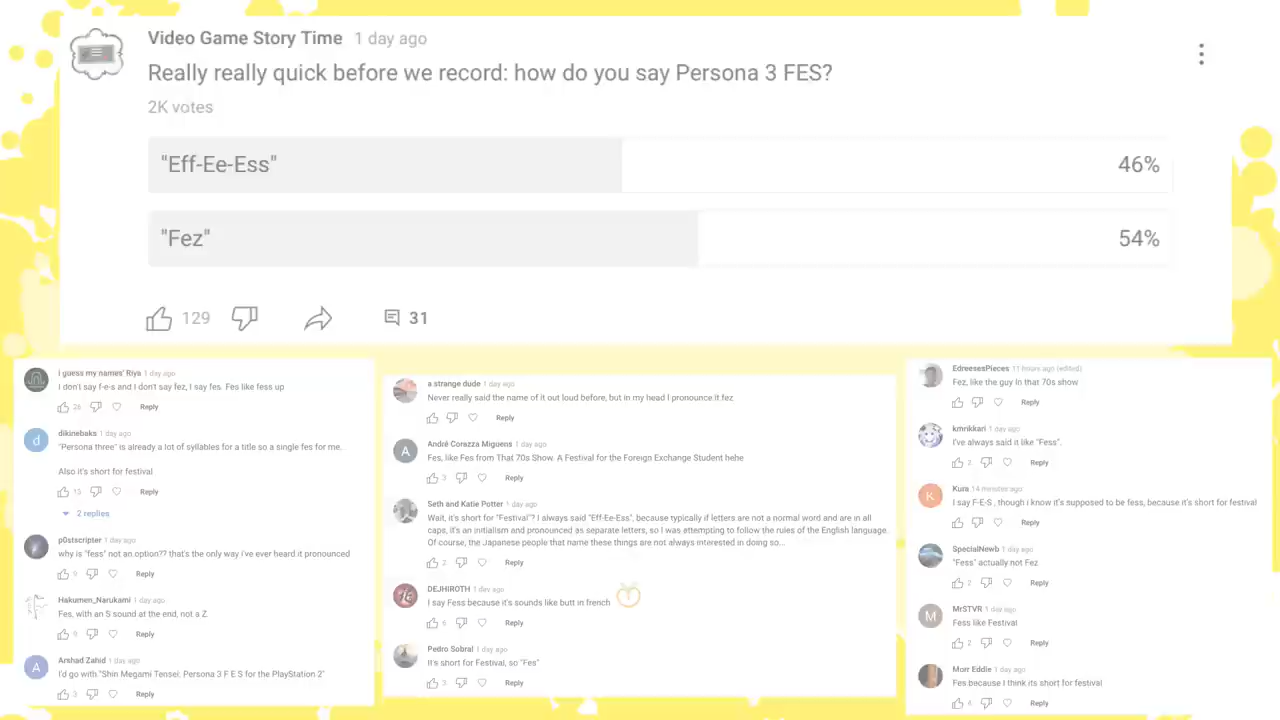 Video Game Story Time 1 day ago
Really really quick before we record: how do you say Persona 3 FES?
2K votes
"Eff-Ee-Ess" 46%
"Fez" 54%
129 31
i guess my names' Riya 1 day ago
I don't say f-e-s and I don't say fez, I say fes. Fes like fess up
26 Reply
dikinebaks 1 day ago
"Persona three" is already a lot of syllables for a title so a single fes for me.
Also it's short for festival
13 Reply
2 replies
p0stscripter 1 day ago
why is "fess" not an option?? that's the only way i've ever heard it pronounced
9 Reply
Hakumen_Narukami 1 day ago
Fes, with an S sound at the end, not a Z.
9 Reply
A Arshad Zahid 1 day ago
I'd go with "Shin Megami Tensei: Persona 3 F E S for the PlayStation 2"
3 Reply
a strange dude 1 day ago
Never really said the name of it out loud before, but in my head I pronounce it fez
Reply
A André Corazza Miguens 1 day ago
Fes, like Fes from That 70s Show. A Festival for the Foreign Exchange Student hehe
3 Reply
Seth and Katie Potter 1 day ago
Wait, it's short for "Festival"? I always said "Eff-Ee-Ess", because typically if letters are not a normal word and are in all
caps, it's an initialism and pronounced as separate letters, so I was attempting to follow the rules of the English language.
Of course, the Japanese people that name these things are not always interested in doing so...
2 Reply
DEJHIROTH 1 day ago
I say Fess because it's sounds like butt in french
6 Reply
Pedro Sobral 1 day ago
It's short for Festival, so "Fes"
3 Reply
EdreesesPieces 11 hours ago (edited)
Fez, like the guy in that 70s show
Reply
kmrikkari 1 day ago
I've always said it like "Fess".
2 Reply
K Kura 14 minutes ago
I say F-E-S , though i know it's supposed to be fess, because it's short for festival
Reply
SpecialNewb 1 day ago
"Fess" actually not Fez
2 Reply
M MrSTVR 1 day ago
Fess like Festival
2 Reply
Morr Eddie 1 day ago
Fes because I think its short for festival
4 Reply